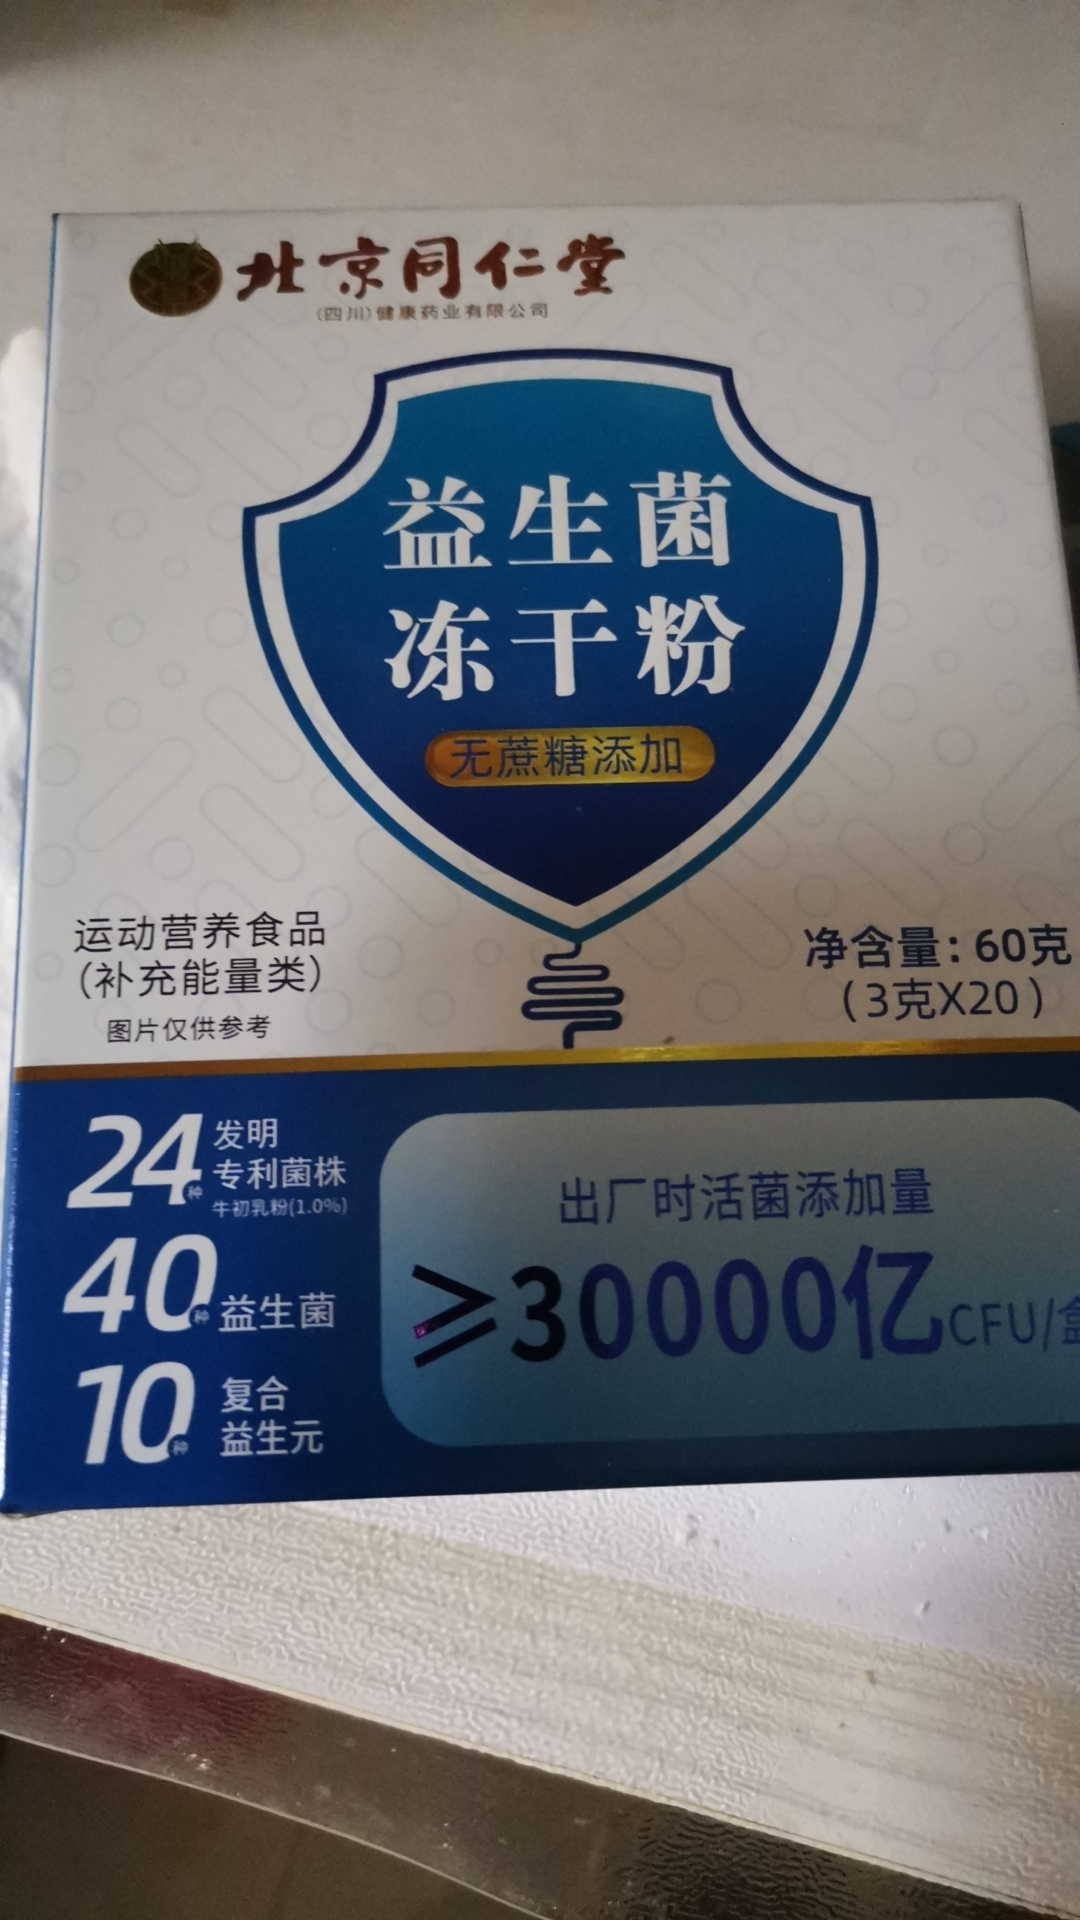 北京同仁堂
(四川)健康药业有限公司
益生菌
冻干粉
无蔗糖添加
运动营养食品
(补充能量类)
图片仅供参考
净含量:60克
(3克X20)
24种 发明
专利菌株
牛初乳粉(1.0%)
40种 益生菌
10种 复合
益生元
出厂时活菌添加量
≥30000亿CFU/盒